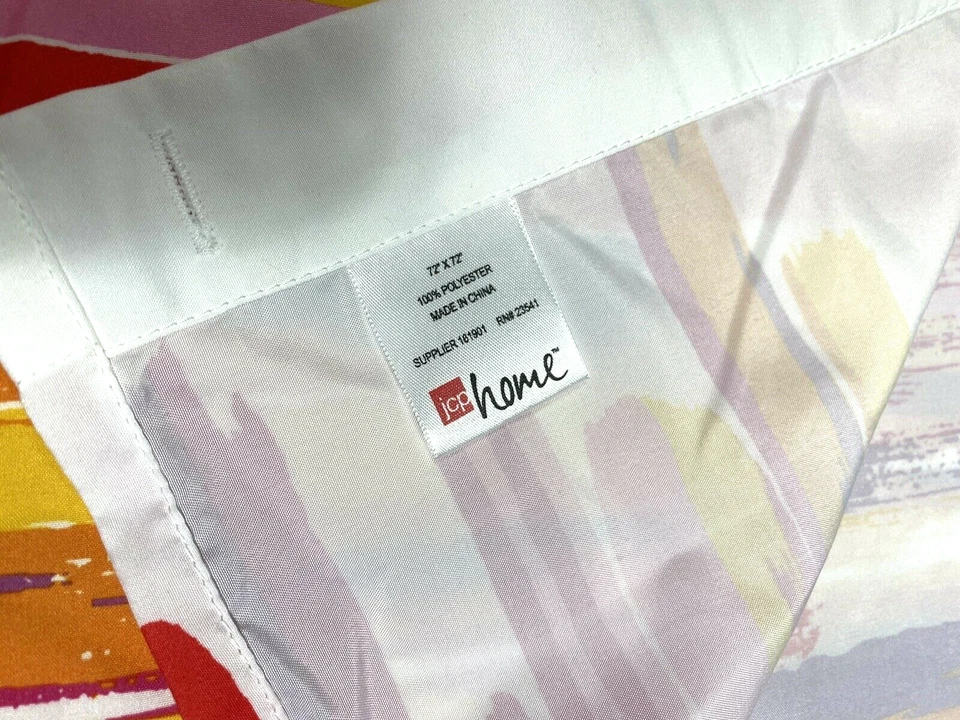 72" X 72"
100% POLYESTER
MADE IN CHINA
SUPPLIER 161901 RN# 23541
jcp home™